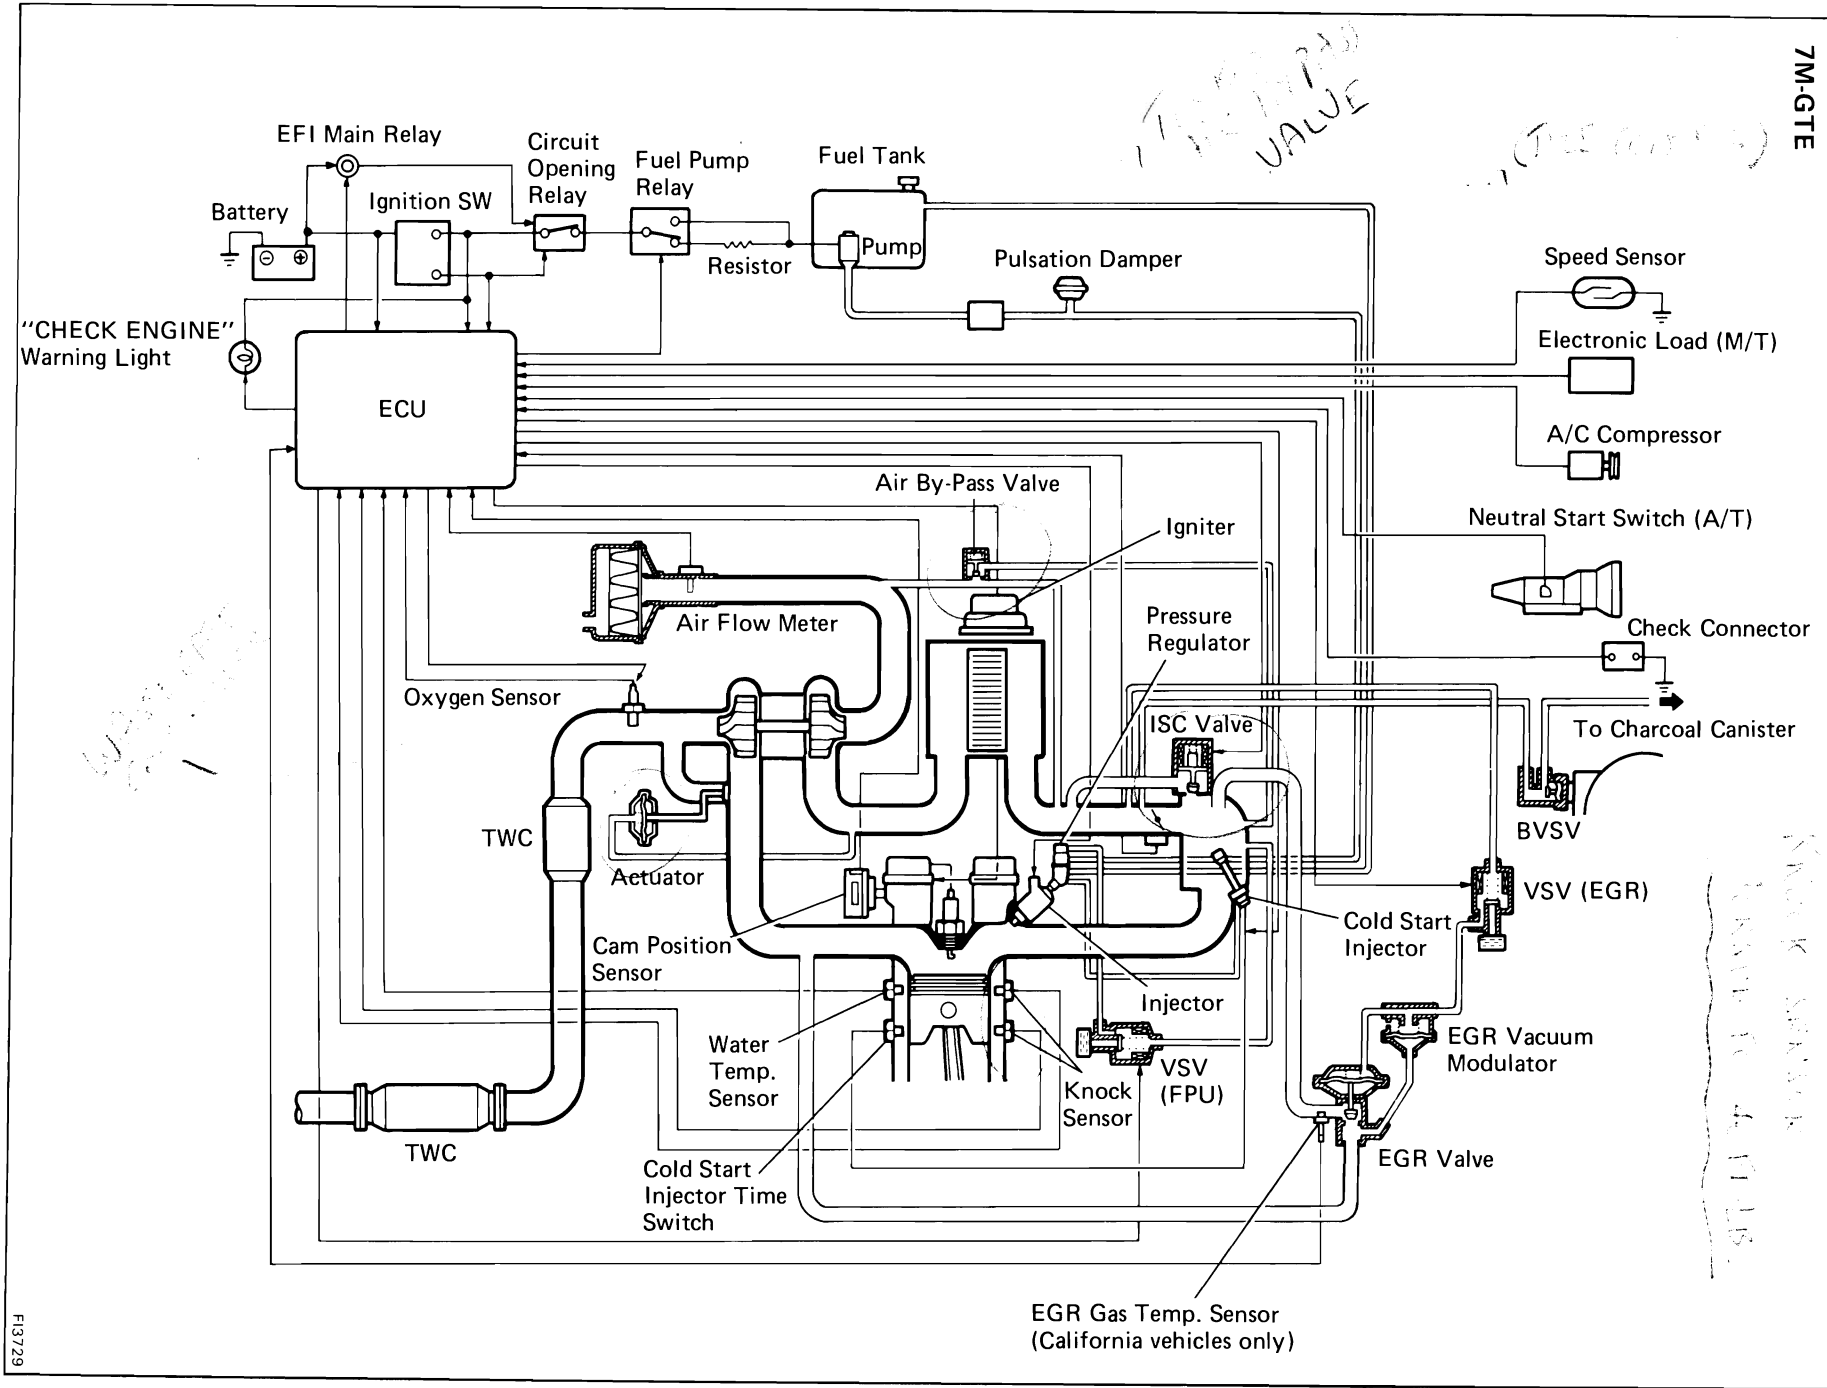 7M-GTE
VALVE
EFI Main Relay
Circuit
Opening
Relay
Fuel Pump
Relay
Fuel Tank
Battery
Ignition SW
Pump
Resistor
Pulsation Damper
Speed Sensor
"CHECK ENGINE"
Warning Light
Electronic Load (M/T)
ECU
A/C Compressor
Air By-Pass Valve
Igniter
Neutral Start Switch (A/T)
Air Flow Meter
Pressure
Regulator
Check Connector
Oxygen Sensor
ISC Valve
To Charcoal Canister
TWC
BVSV
Actuator
VSV (EGR)
Cold Start
Injector
Cam Position
Sensor
Injector
Water
Temp.
Sensor
Knock
Sensor
VSV
(FPU)
EGR Vacuum
Modulator
TWC
EGR Valve
Cold Start
Injector Time
Switch
EGR Gas Temp. Sensor
(California vehicles only)
FI3729